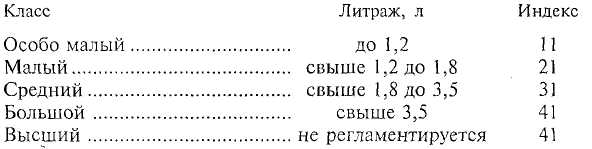 Класс Литраж, л Индекс
Особо малый ............................. до 1,2 11
Малый ....................................... свыше 1,2 до 1,8 21
Средний .................................... свыше 1,8 до 3,5 31
Большой .................................... свыше 3,5 41
Высший .................................... не регламентируется 41